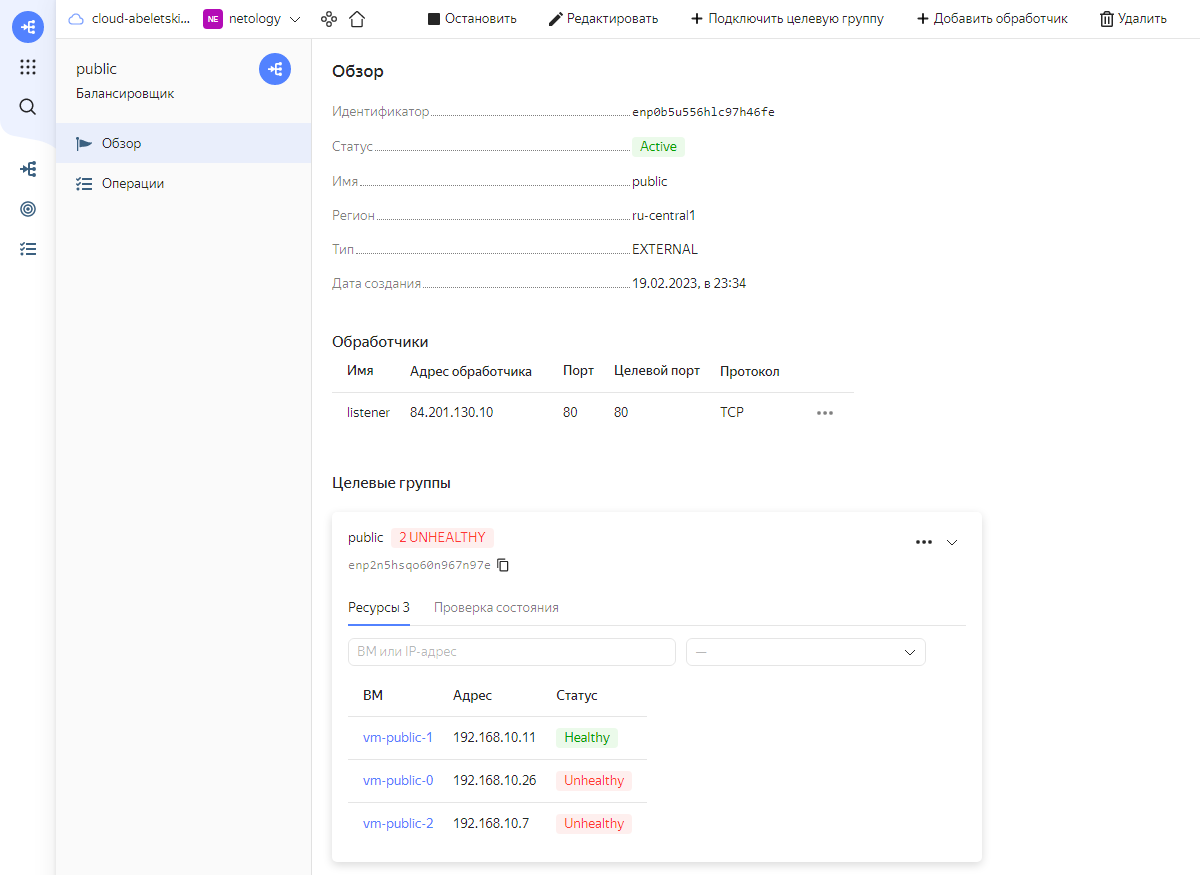 cloud-abeletski... NE netology Остановить Редактировать Подключить целевую группу Добавить обработчик Удалить
public
Балансировщик
Обзор
Операции
Обзор
Идентификатор enp0b5u556hlc97h46fe
Статус Active
Имя public
Регион ru-central1
Тип EXTERNAL
Дата создания 19.02.2023, в 23:34
Обработчики
Имя Адрес обработчика Порт Целевой порт Протокол
listener 84.201.130.10 80 80 TCP
Целевые группы
public 2 UNHEALTHY
enp2n5hsqo60n967n97e
Ресурсы 3 Проверка состояния
ВМ или IP-адрес —
ВМ Адрес Статус
vm-public-1 192.168.10.11 Healthy
vm-public-0 192.168.10.26 Unhealthy
vm-public-2 192.168.10.7 Unhealthy